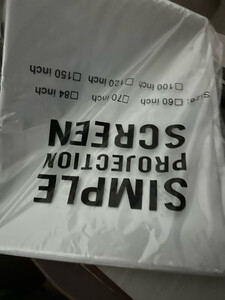 SIMPLE
PROJECTION
SCREEN
Size: □60 inch □70 inch □84 inch
□100 inch □120 inch □150 inch